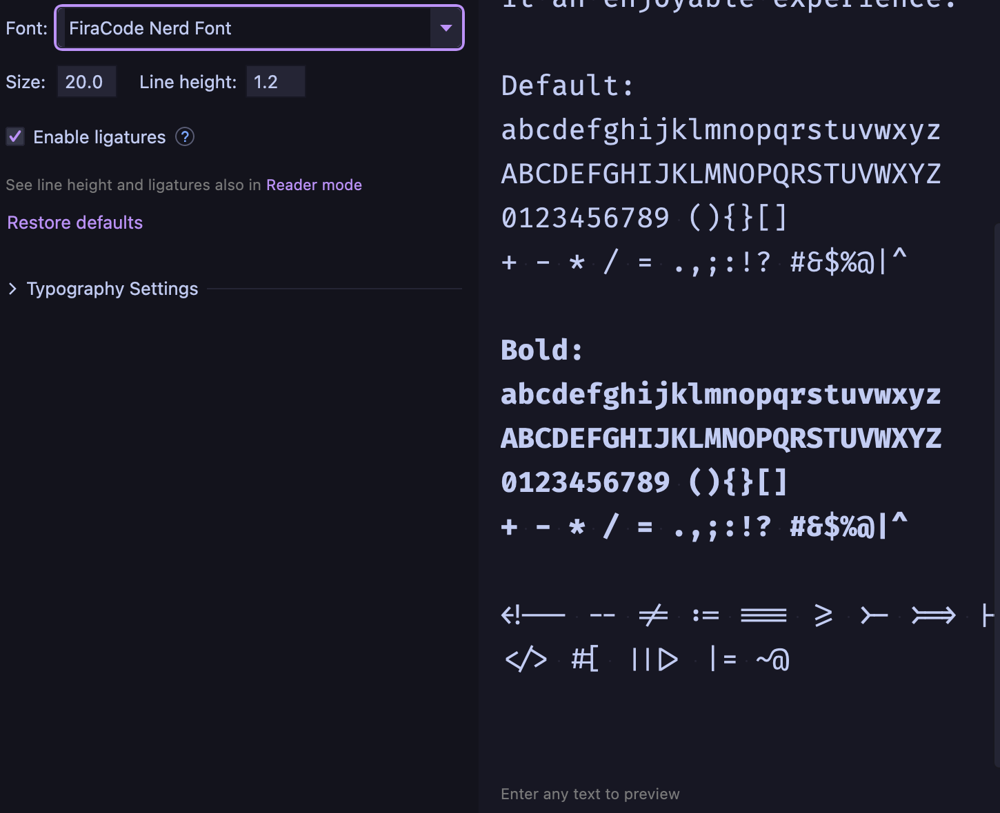 Font: FiraCode Nerd Font
Size: 20.0 Line height: 1.2
Enable ligatures ?
See line height and ligatures also in Reader mode
Restore defaults
Typography Settings
it an enjoyable experience.
Default:
abcdefghijklmnopqrstuvwxyz
ABCDEFGHIJKLMNOPQRSTUVWXYZ
0123456789 (){}[]
+ - * / = .,;:!? #&$%@|^
Bold:
abcdefghijklmnopqrstuvwxyz
ABCDEFGHIJKLMNOPQRSTUVWXYZ
0123456789 (){}[]
+ - * / = .,;:!? #&$%@|^
<!-- -- != := === >= >- >=>
</> #[ |||> |= ~@
Enter any text to preview